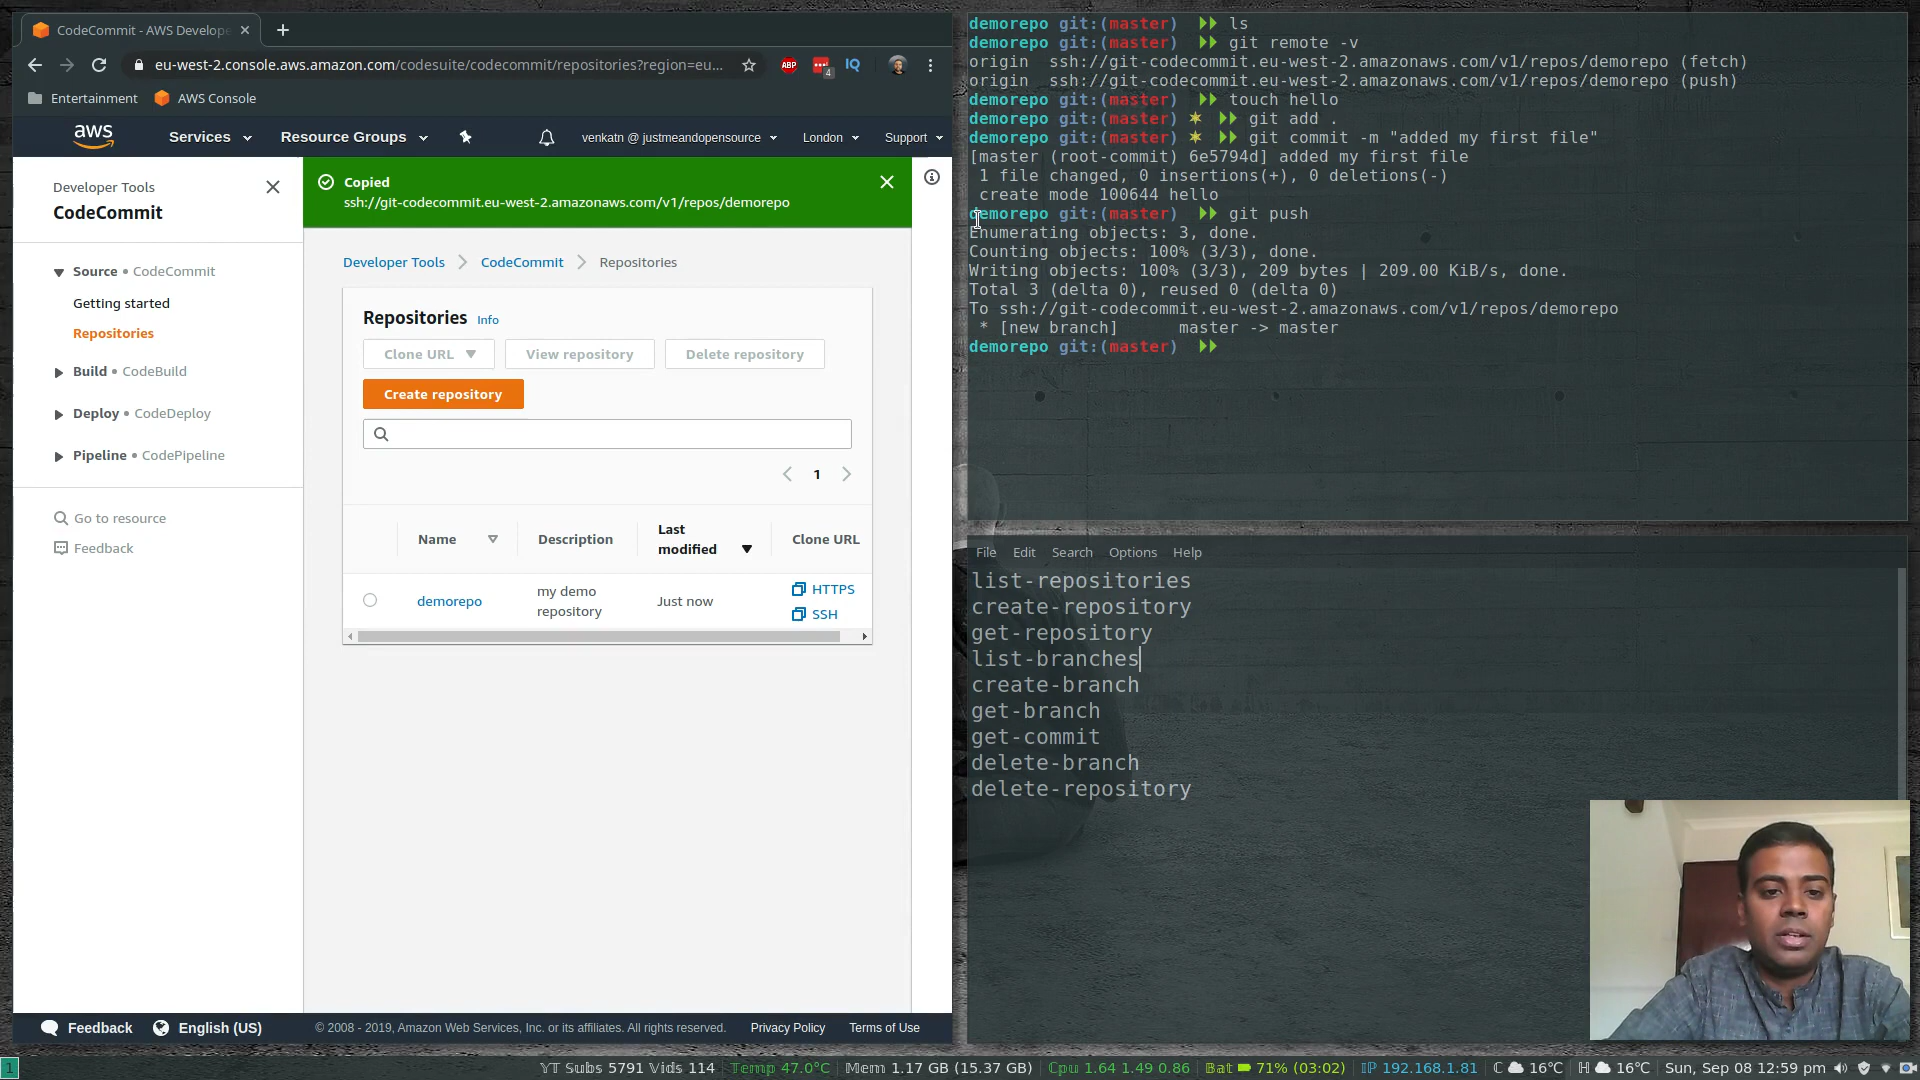 CodeCommit - AWS Develope
eu-west-2.console.aws.amazon.com/codesuite/codecommit/repositories?region=eu...
ABP
4
IQ
Entertainment
AWS Console
aws
Services
Resource Groups
venkatn @ justmeandopensource
London
Support
Developer Tools
CodeCommit
Source • CodeCommit
Getting started
Repositories
Build • CodeBuild
Deploy • CodeDeploy
Pipeline • CodePipeline
Go to resource
Feedback
Copied
ssh://git-codecommit.eu-west-2.amazonaws.com/v1/repos/demorepo
Developer Tools
CodeCommit
Repositories
Repositories Info
Clone URL
View repository
Delete repository
Create repository
1
Name
Description
Last modified
Clone URL
demorepo
my demo repository
Just now
HTTPS
SSH
Feedback
English (US)
© 2008 - 2019, Amazon Web Services, Inc. or its affiliates. All rights reserved.
Privacy Policy
Terms of Use
demorepo git:(master) ls
demorepo git:(master) git remote -v
origin ssh://git-codecommit.eu-west-2.amazonaws.com/v1/repos/demorepo (fetch)
origin ssh://git-codecommit.eu-west-2.amazonaws.com/v1/repos/demorepo (push)
demorepo git:(master) touch hello
demorepo git:(master) ✶ git add .
demorepo git:(master) ✶ git commit -m "added my first file"
[master (root-commit) 6e5794d] added my first file
1 file changed, 0 insertions(+), 0 deletions(-)
create mode 100644 hello
demorepo git:(master) git push
Enumerating objects: 3, done.
Counting objects: 100% (3/3), done.
Writing objects: 100% (3/3), 209 bytes | 209.00 KiB/s, done.
Total 3 (delta 0), reused 0 (delta 0)
To ssh://git-codecommit.eu-west-2.amazonaws.com/v1/repos/demorepo
* [new branch] master -> master
demorepo git:(master)
File Edit Search Options Help
list-repositories
create-repository
get-repository
list-branches
create-branch
get-branch
get-commit
delete-branch
delete-repository
1
YT Subs 5791 Vids 114
Temp 47.0°C
Mem 1.17 GB (15.37 GB)
Cpu 1.64 1.49 0.86
Bat 71% (03:02)
IP 192.168.1.81
C 16°C
H 16°C
Sun, Sep 08 12:59 pm